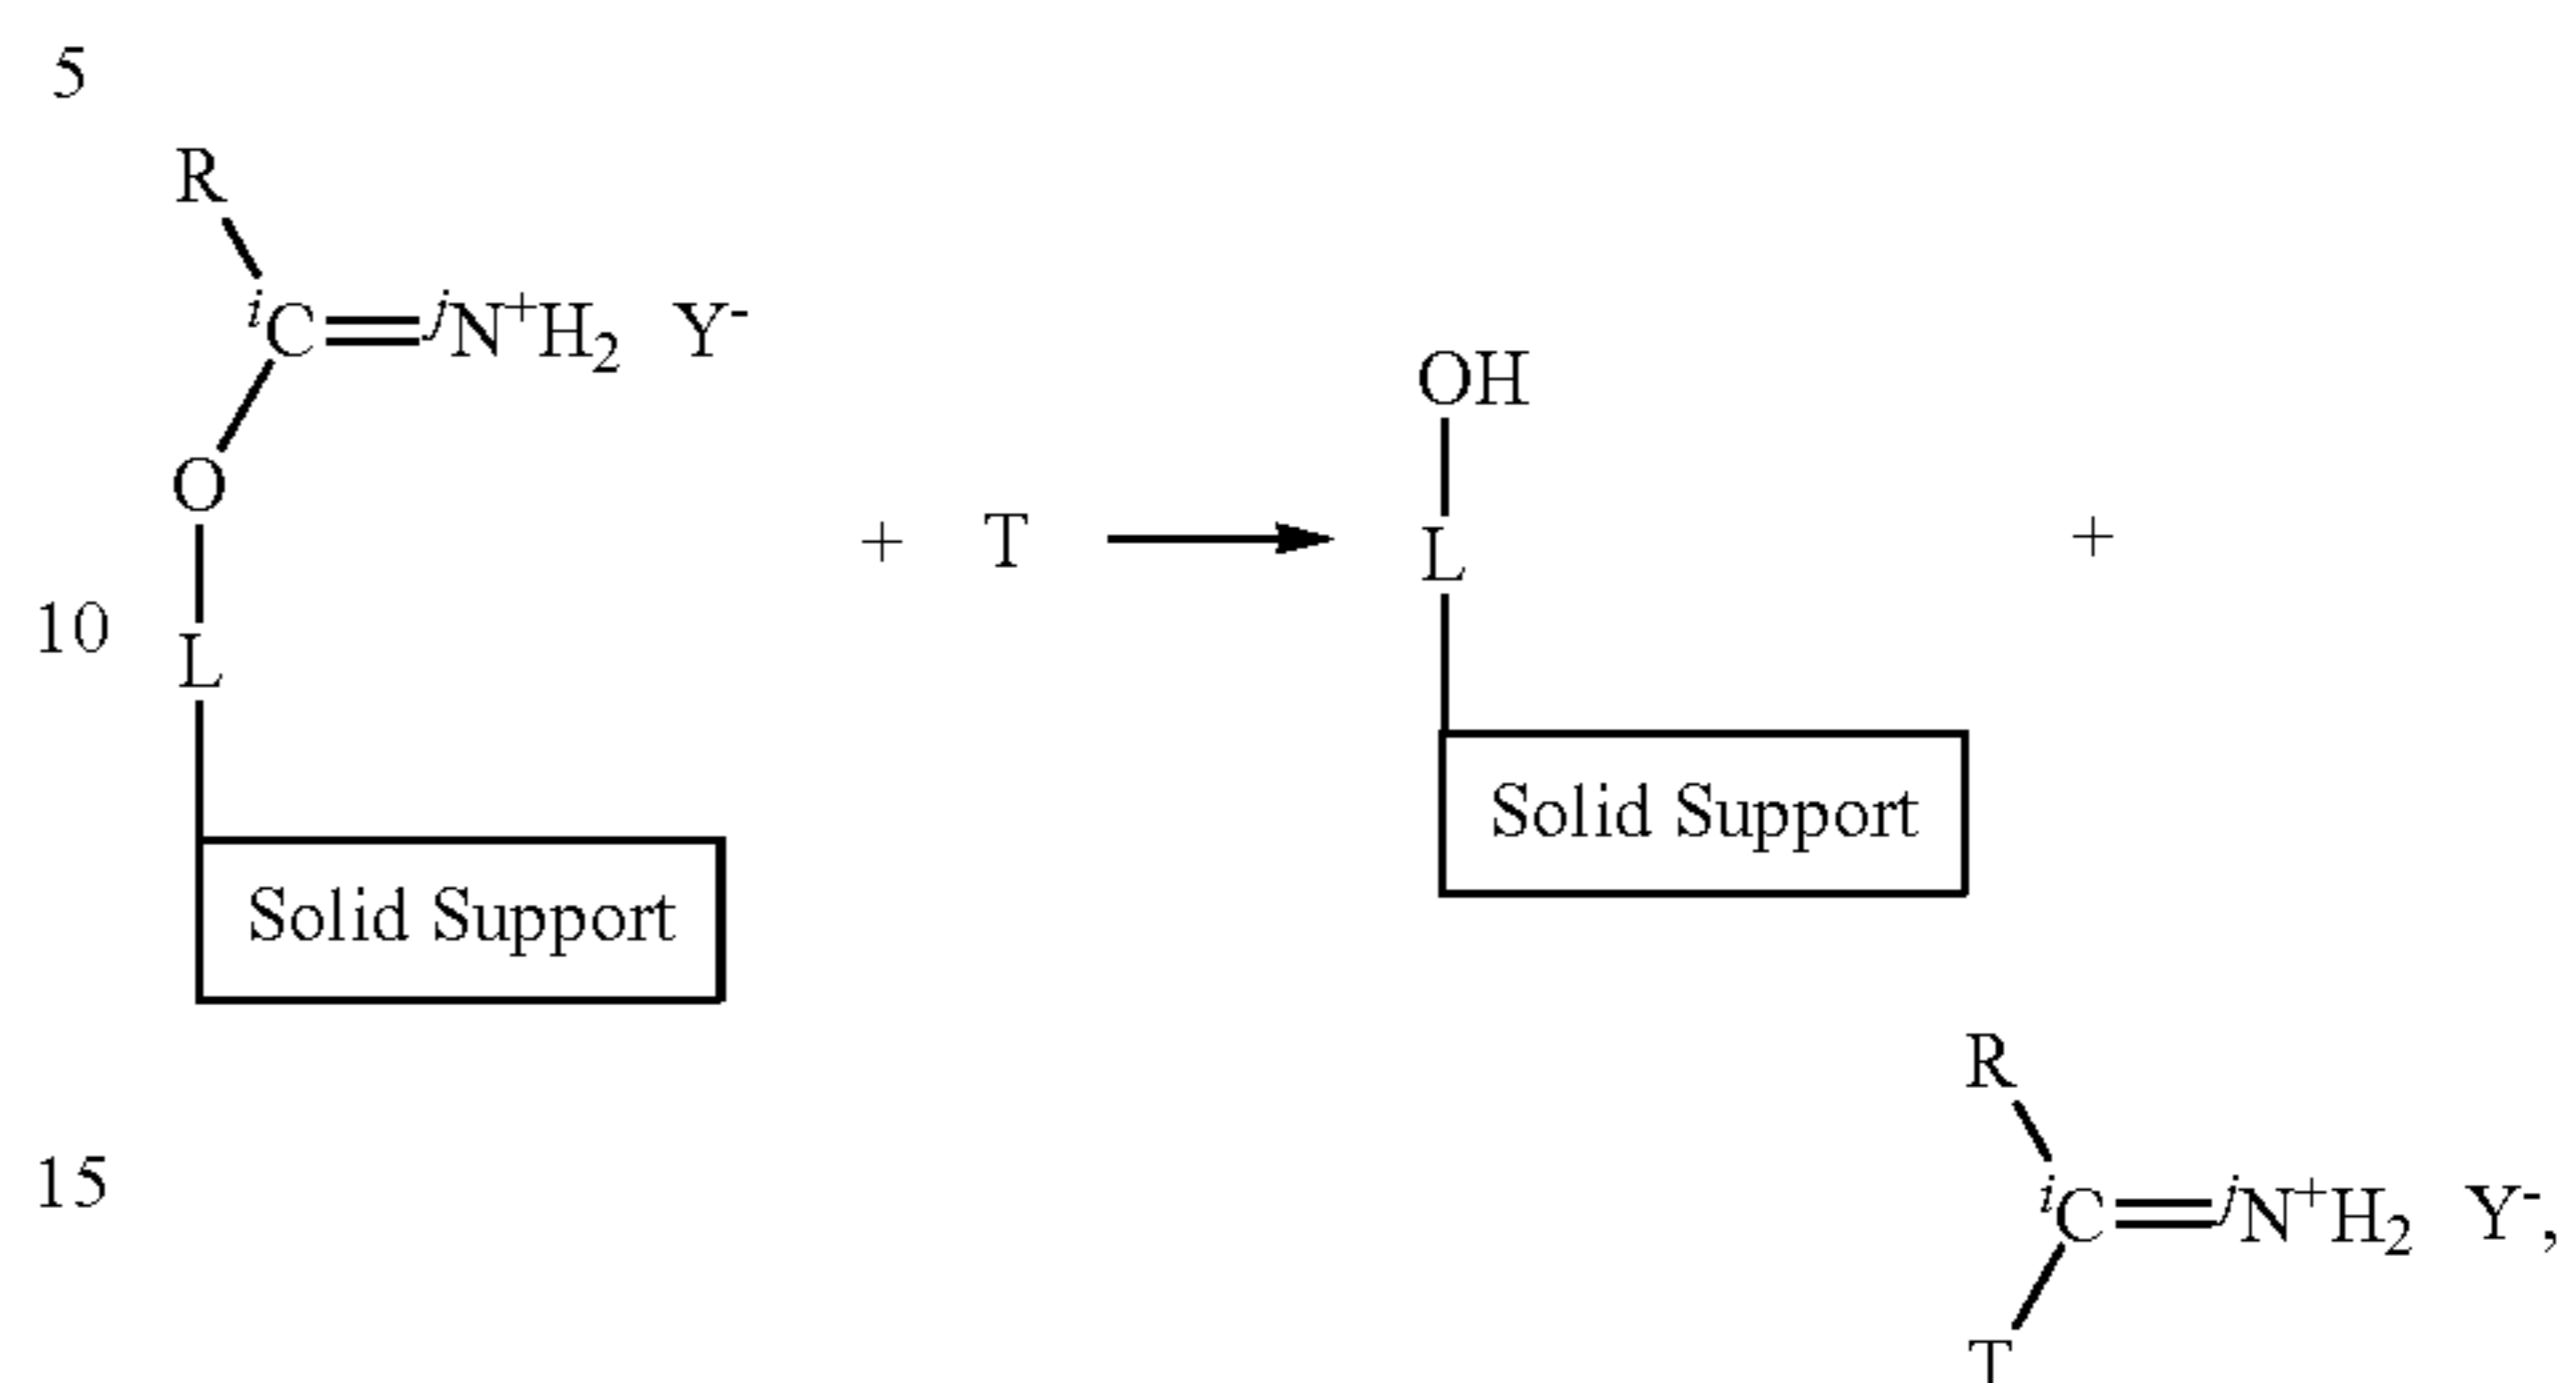 5
R
iC=jN+H2 Y-
OH
O
+ T
L
+
10
L
Solid Support
Solid Support
R
15
iC=jN+H2 Y-,
T